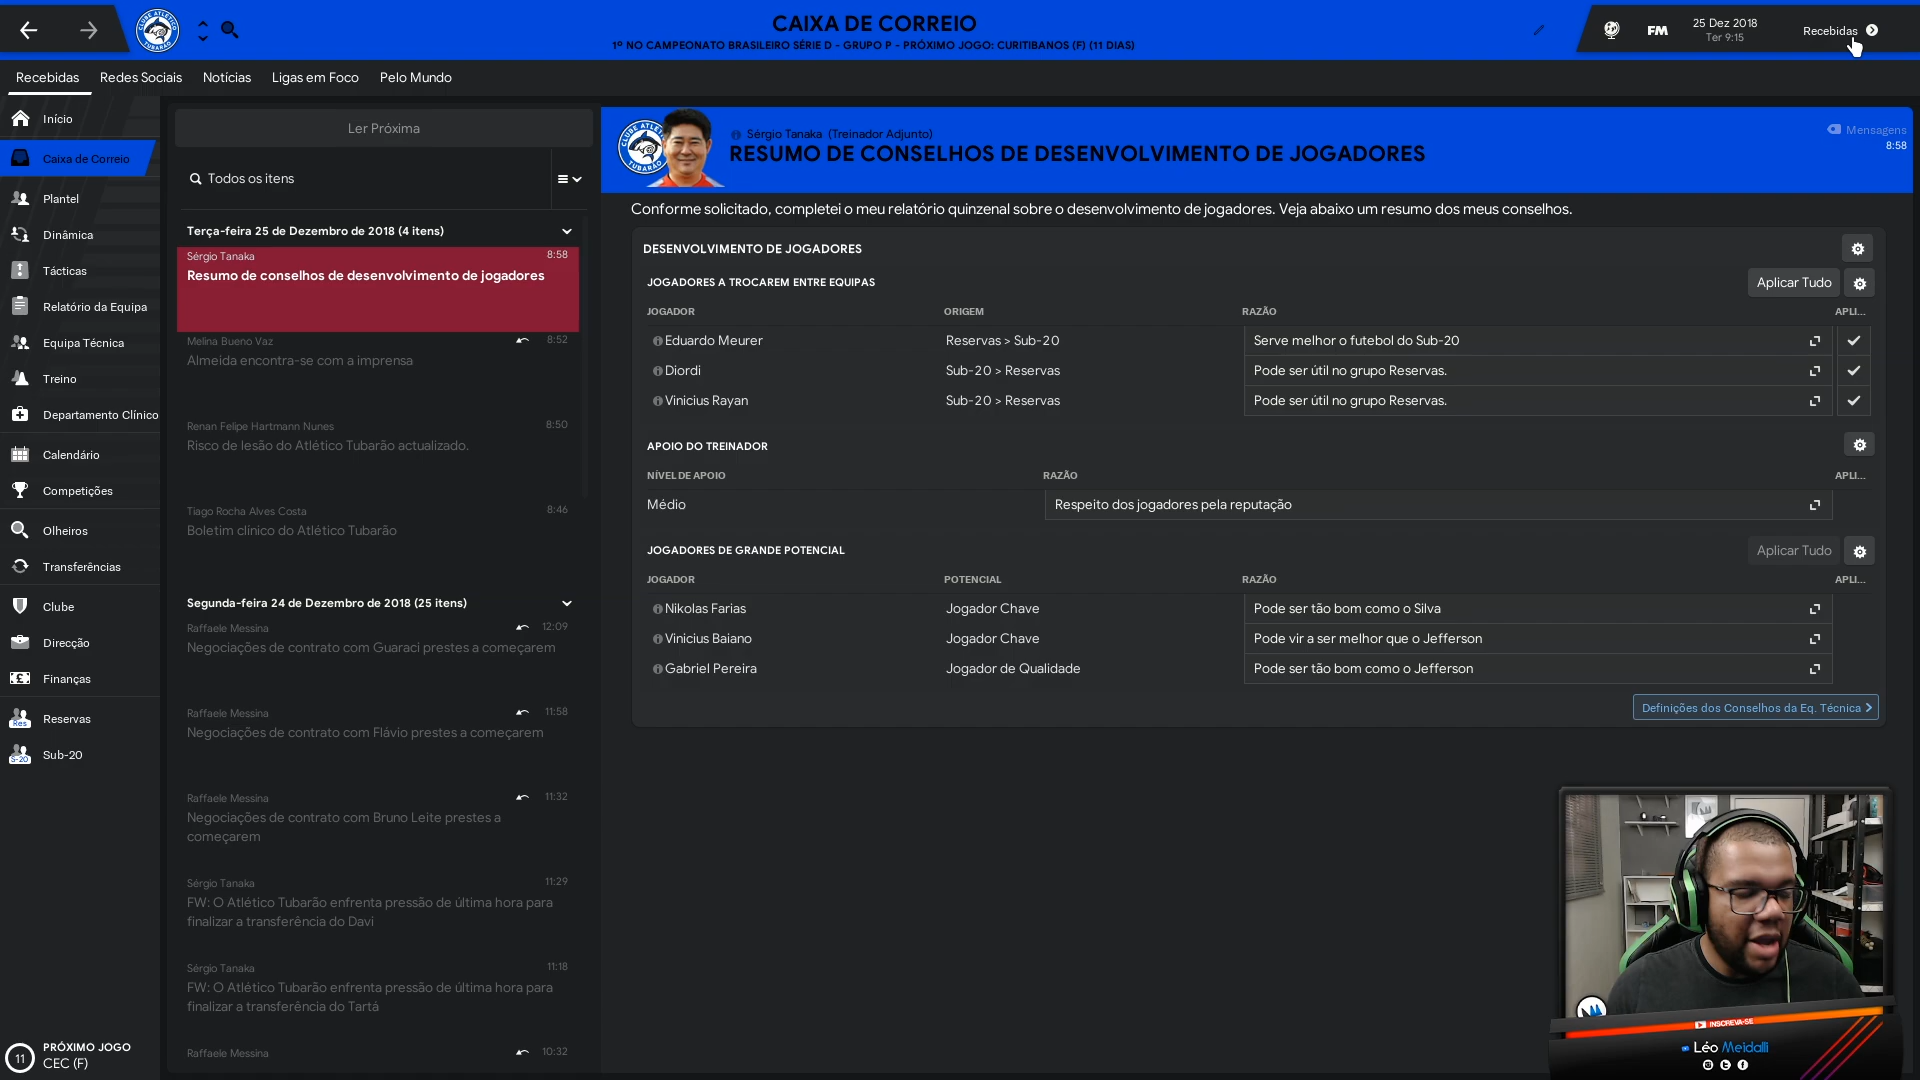 CAIXA DE CORREIO
1º NO CAMPEONATO BRASILEIRO SÉRIE D - GRUPO P - PRÓXIMO JOGO: CURITIBANOS (F) (11 DIAS)
FM
25 Dez 2018
Ter 9:15
Recebidas
Recebidas
Redes Sociais
Notícias
Ligas em Foco
Pelo Mundo
Início
Caixa de Correio
Plantel
Dinâmica
Tácticas
Relatório da Equipa
Equipa Técnica
Treino
Departamento Clínico
Calendário
Competições
Olheiros
Transferências
Clube
Direcção
Finanças
Res
Reservas
S-20
Sub-20
11
PRÓXIMO JOGO
CEC (F)
Ler Próxima
Todos os itens
Terça-feira 25 de Dezembro de 2018 (4 itens)
Sérgio Tanaka
8:58
Resumo de conselhos de desenvolvimento de jogadores
Melina Bueno Vaz
8:52
Almeida encontra-se com a imprensa
Renan Felipe Hartmann Nunes
8:50
Risco de lesão do Atlético Tubarão actualizado.
Tiago Rocha Alves Costa
8:46
Boletim clínico do Atlético Tubarão
Segunda-feira 24 de Dezembro de 2018 (25 itens)
Raffaele Messina
12:09
Negociações de contrato com Guaraci prestes a começarem
Raffaele Messina
11:58
Negociações de contrato com Flávio prestes a começarem
Raffaele Messina
11:32
Negociações de contrato com Bruno Leite prestes a
começarem
Sérgio Tanaka
11:29
FW: O Atlético Tubarão enfrenta pressão de última hora para
finalizar a transferência do Davi
Sérgio Tanaka
11:18
FW: O Atlético Tubarão enfrenta pressão de última hora para
finalizar a transferência do Tartá
Raffaele Messina
10:32
Sérgio Tanaka (Treinador Adjunto)
RESUMO DE CONSELHOS DE DESENVOLVIMENTO DE JOGADORES
Mensagens
8:58
Conforme solicitado, completei o meu relatório quinzenal sobre o desenvolvimento de jogadores. Veja abaixo um resumo dos meus conselhos.
DESENVOLVIMENTO DE JOGADORES
JOGADORES A TROCAREM ENTRE EQUIPAS
Aplicar Tudo
JOGADOR
ORIGEM
RAZÃO
APLI...
Eduardo Meurer
Reservas > Sub-20
Serve melhor o futebol do Sub-20
Diordi
Sub-20 > Reservas
Pode ser útil no grupo Reservas.
Vinicius Rayan
Sub-20 > Reservas
Pode ser útil no grupo Reservas.
APOIO DO TREINADOR
NÍVEL DE APOIO
RAZÃO
APLI...
Médio
Respeito dos jogadores pela reputação
JOGADORES DE GRANDE POTENCIAL
Aplicar Tudo
JOGADOR
POTENCIAL
RAZÃO
APLI...
Nikolas Farias
Jogador Chave
Pode ser tão bom como o Silva
Vinicius Baiano
Jogador Chave
Pode vir a ser melhor que o Jefferson
Gabriel Pereira
Jogador de Qualidade
Pode ser tão bom como o Jefferson
Definições dos Conselhos da Eq. Técnica
INSCREVA-SE
Léo Meidalli